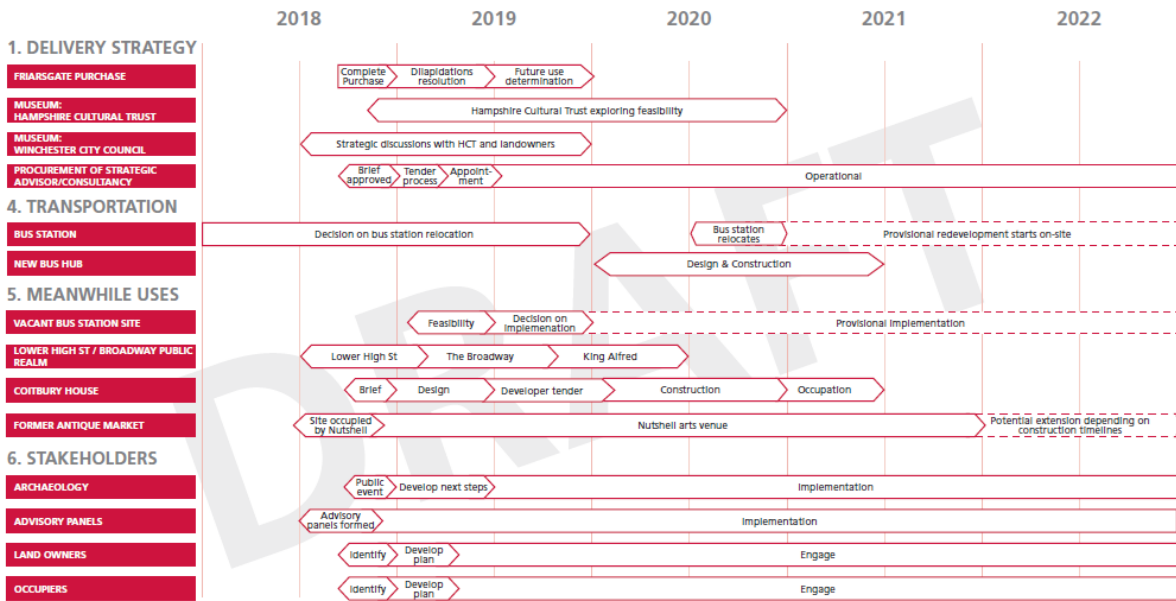 2018 2019 2020 2021 2022
1. DELIVERY STRATEGY
FRIARSGATE PURCHASE
Complete
Purchase
Dilapidations
resolution
Future use
determination
MUSEUM:
HAMPSHIRE CULTURAL TRUST
Hampshire Cultural Trust exploring feasibility
MUSEUM:
WINCHESTER CITY COUNCIL
Strategic discussions with HCT and landowners
PROCUREMENT OF STRATEGIC
ADVISOR/CONSULTANCY
Brief
approved
Tender
process
Appoint-
ment
Operational
4. TRANSPORTATION
BUS STATION
Decision on bus station relocation
Bus station
relocates
Provisional redevelopment starts on-site
NEW BUS HUB
Design & Construction
5. MEANWHILE USES
VACANT BUS STATION SITE
Feasibility
Decision on
implemenation
Provisional implementation
LOWER HIGH ST / BROADWAY PUBLIC
REALM
Lower High St
The Broadway
King Alfred
COITBURY HOUSE
Brief
Design
Developer tender
Construction
Occupation
FORMER ANTIQUE MARKET
Site occupied
by Nutshell
Nutshell arts venue
Potential extension depending on
construction timelines
6. STAKEHOLDERS
ARCHAEOLOGY
Public
event
Develop next steps
Implementation
ADVISORY PANELS
Advisory
panels formed
Implementation
LAND OWNERS
Identify
Develop
plan
Engage
OCCUPIERS
Identify
Develop
plan
Engage
DRAFT